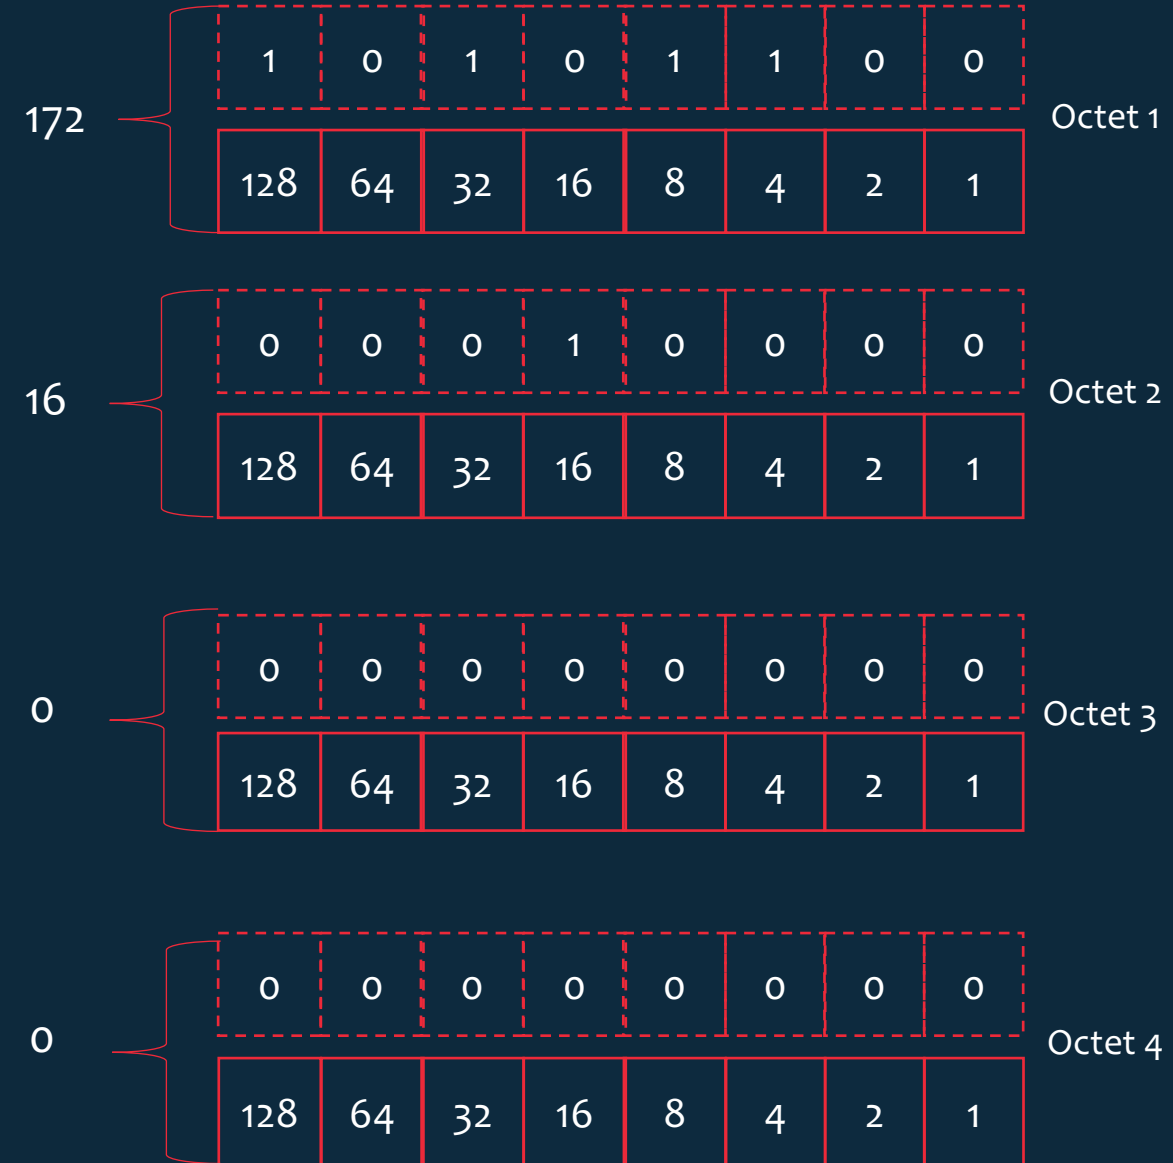 1 0 1 0 1 1 0 0
172
Octet 1
128 64 32 16 8 4 2 1
0 0 0 1 0 0 0 0
16
Octet 2
128 64 32 16 8 4 2 1
0 0 0 0 0 0 0 0
0
Octet 3
128 64 32 16 8 4 2 1
0 0 0 0 0 0 0 0
0
Octet 4
128 64 32 16 8 4 2 1